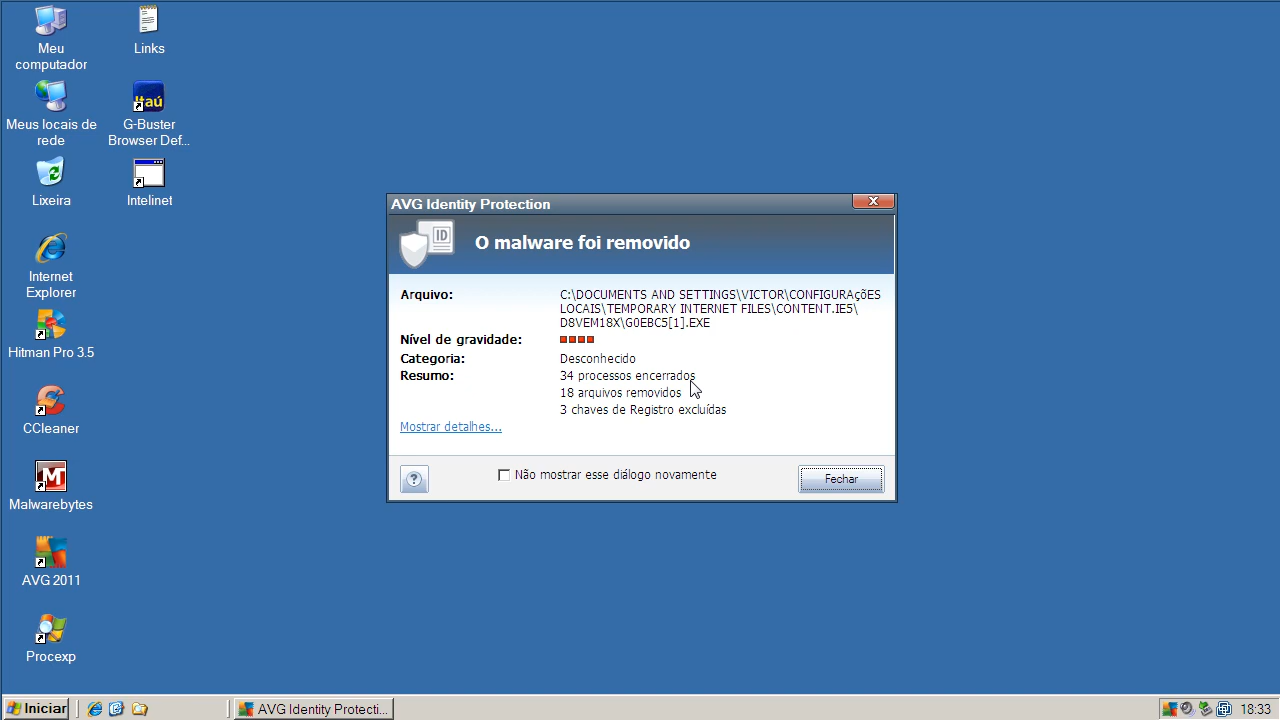 Meu
computador
Links
Meus locais de
rede
Itaú
G-Buster
Browser Def...
Lixeira
Intelinet
Internet
Explorer
Hitman Pro 3.5
CCleaner
M
Malwarebytes
AVG 2011
Procexp
AVG Identity Protection
ID
O malware foi removido
Arquivo:
C:\DOCUMENTS AND SETTINGS\VICTOR\CONFIGURAçõES
LOCAIS\TEMPORARY INTERNET FILES\CONTENT.IE5\
D8VEM18X\G0EBC5[1].EXE
Nível de gravidade:
Categoria: Desconhecido
Resumo: 34 processos encerrados
18 arquivos removidos
3 chaves de Registro excluídas
Mostrar detalhes...
?
Não mostrar esse diálogo novamente
Fechar
Iniciar
AVG Identity Protecti...
18:33